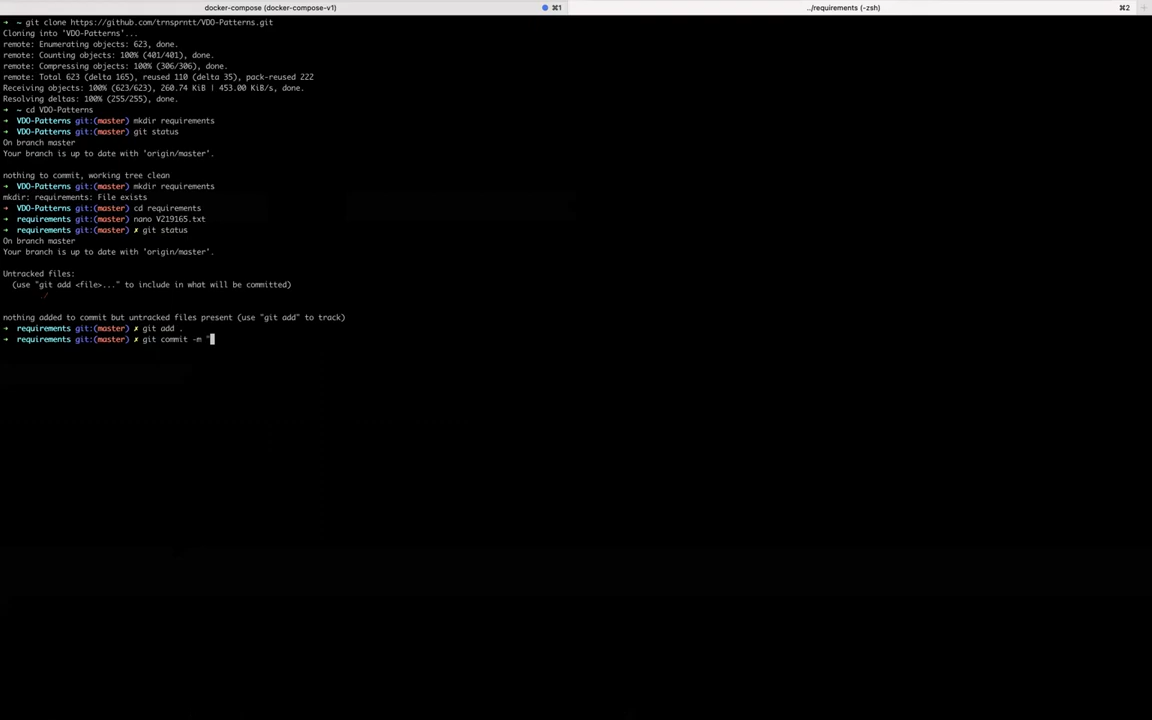 docker-compose (docker-compose-v1) ⌘1 ../requirements (-zsh) ⌘2 +
➜ ~ git clone https://github.com/trnsprntt/VDO-Patterns.git
Cloning into 'VDO-Patterns'...
remote: Enumerating objects: 623, done.
remote: Counting objects: 100% (401/401), done.
remote: Compressing objects: 100% (306/306), done.
remote: Total 623 (delta 165), reused 110 (delta 35), pack-reused 222
Receiving objects: 100% (623/623), 260.74 KiB | 453.00 KiB/s, done.
Resolving deltas: 100% (255/255), done.
➜ ~ cd VDO-Patterns
➜ VDO-Patterns git:(master) mkdir requirements
➜ VDO-Patterns git:(master) git status
On branch master
Your branch is up to date with 'origin/master'.
nothing to commit, working tree clean
➜ VDO-Patterns git:(master) mkdir requirements
mkdir: requirements: File exists
➜ VDO-Patterns git:(master) cd requirements
➜ requirements git:(master) nano V219165.txt
➜ requirements git:(master) ✗ git status
On branch master
Your branch is up to date with 'origin/master'.
Untracked files:
(use "git add <file>..." to include in what will be committed)
./
nothing added to commit but untracked files present (use "git add" to track)
➜ requirements git:(master) ✗ git add .
➜ requirements git:(master) ✗ git commit -m "